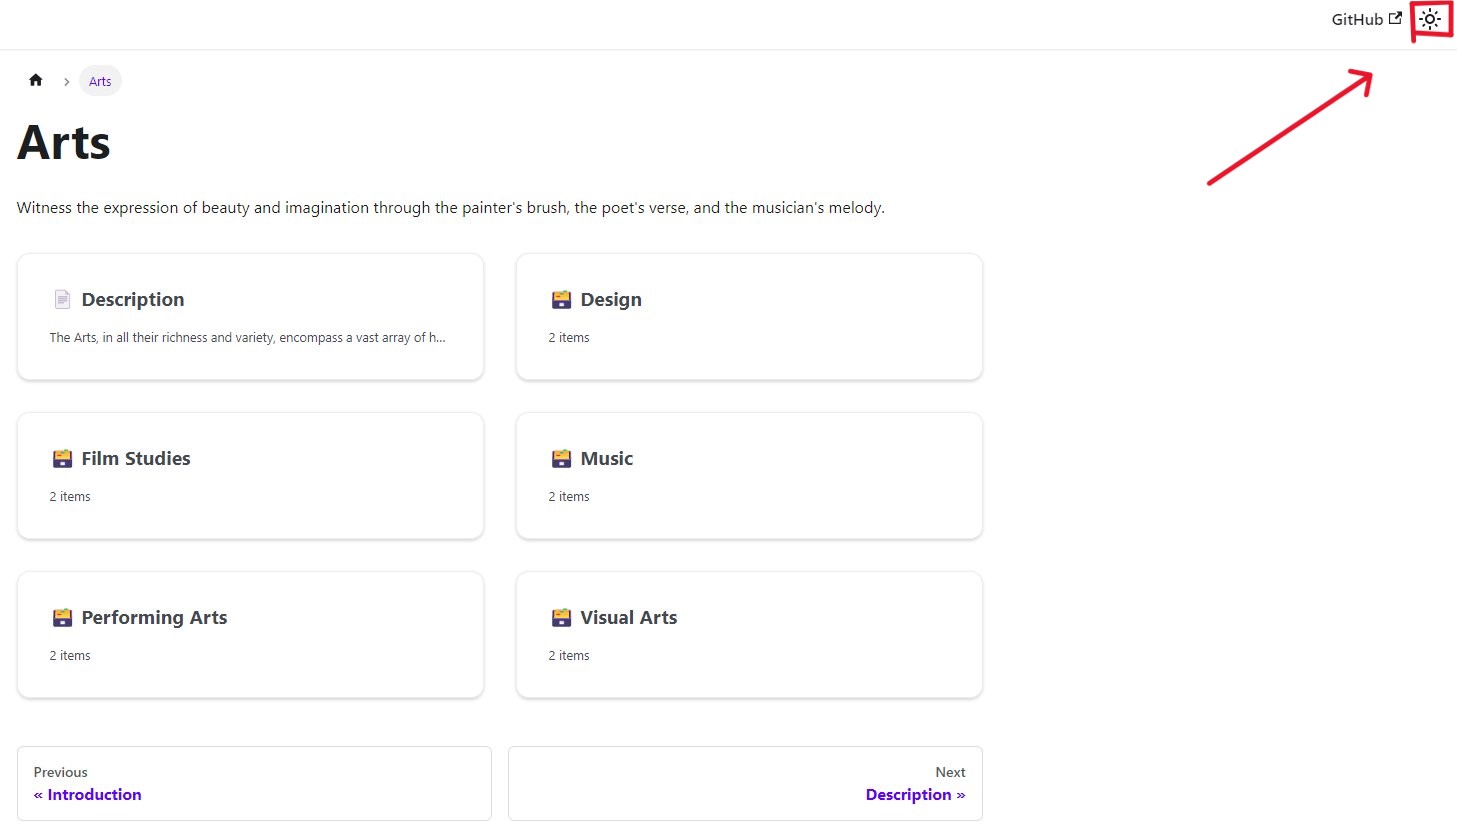 GitHub
Arts
Arts
Witness the expression of beauty and imagination through the painter's brush, the poet's verse, and the musician's melody.
Description
The Arts, in all their richness and variety, encompass a vast array of h...
Design
2 items
Film Studies
2 items
Music
2 items
Performing Arts
2 items
Visual Arts
2 items
Previous
« Introduction
Next
Description »